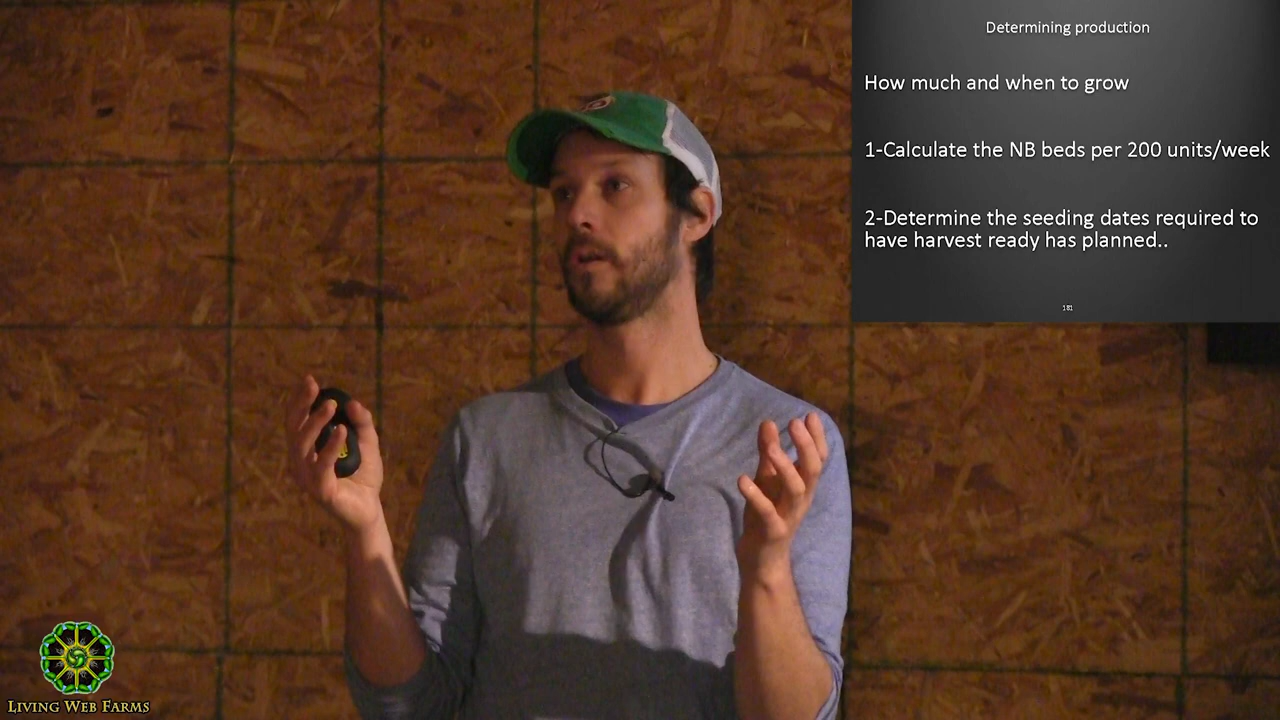 Determining production
How much and when to grow
1-Calculate the NB beds per 200 units/week
2-Determine the seeding dates required to
have harvest ready has planned..
181
LIVING WEB FARMS